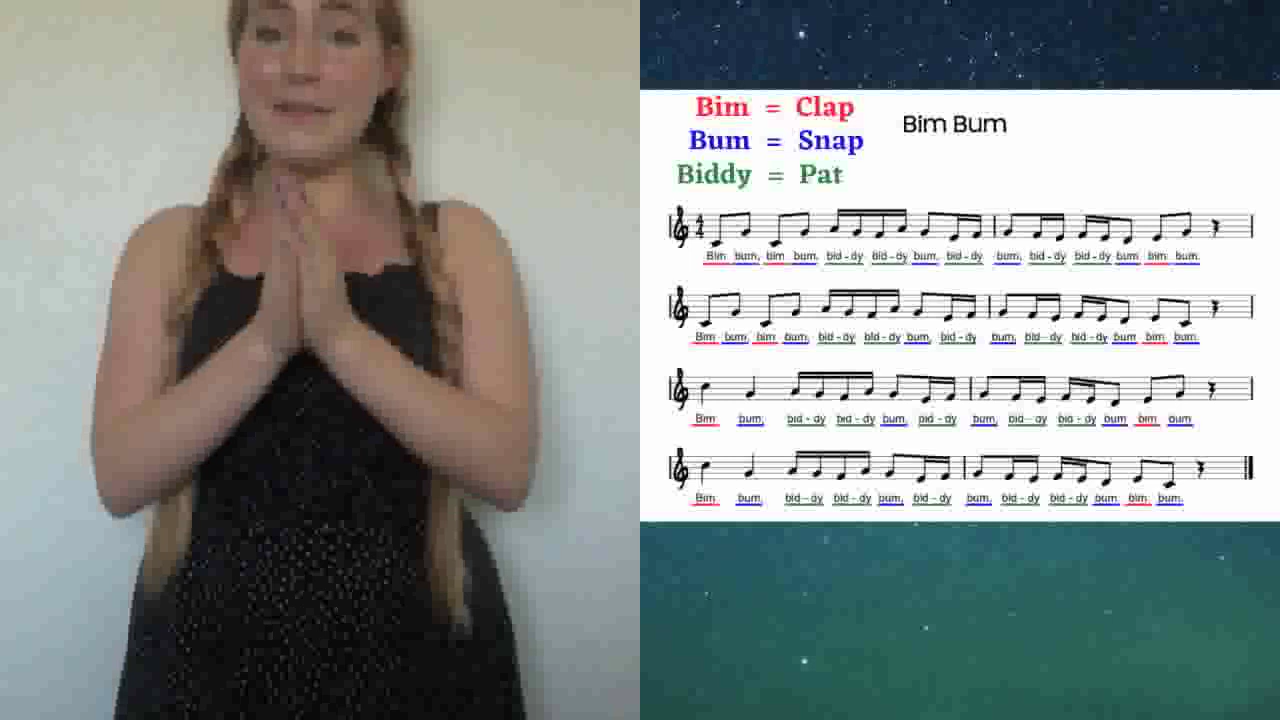 Bim = Clap
Bim Bum
Bum = Snap
Biddy = Pat
4
4
Bim bum, bim bum, bid - dy bid - dy bum, bid - dy bum, bid - dy bid - dy bum bim bum.
Bim bum, bim bum, bid - dy bid - dy bum, bid - dy bum, bid - dy bid - dy bum bim bum.
Bim bum, bid - dy bid - dy bum, bid - dy bum, bid - dy bid - dy bum bim bum.
Bim bum, bid - dy bid - dy bum, bid - dy bum, bid - dy bid - dy bum bim bum.